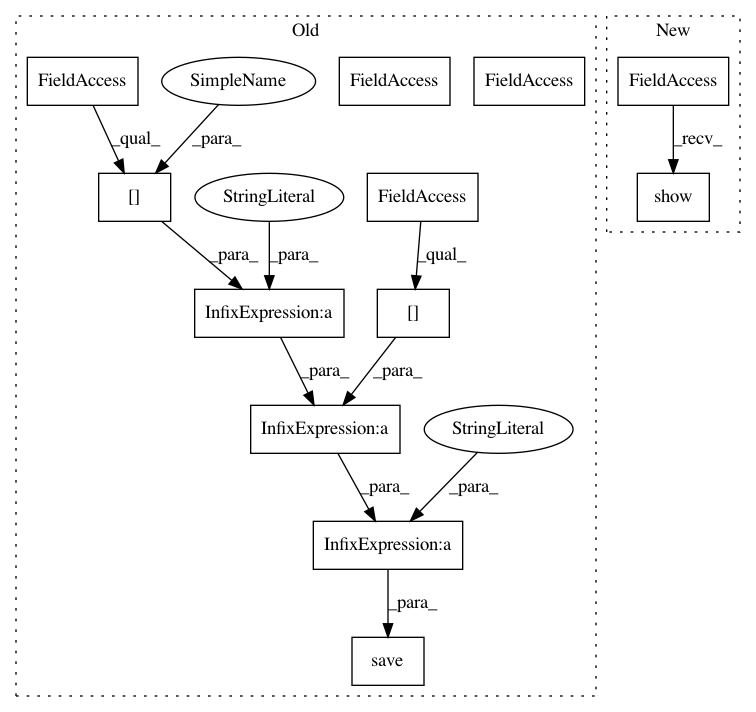 Old
New
FieldAccess
SimpleName
FieldAccess
FieldAccess
FieldAccess
_qual_
_para_
_recv_
[]
StringLiteral
FieldAccess
show
_para_
_para_
_qual_
InfixExpression:a
[]
_para_
_para_
InfixExpression:a
StringLiteral
_para_
_para_
InfixExpression:a
_para_
save